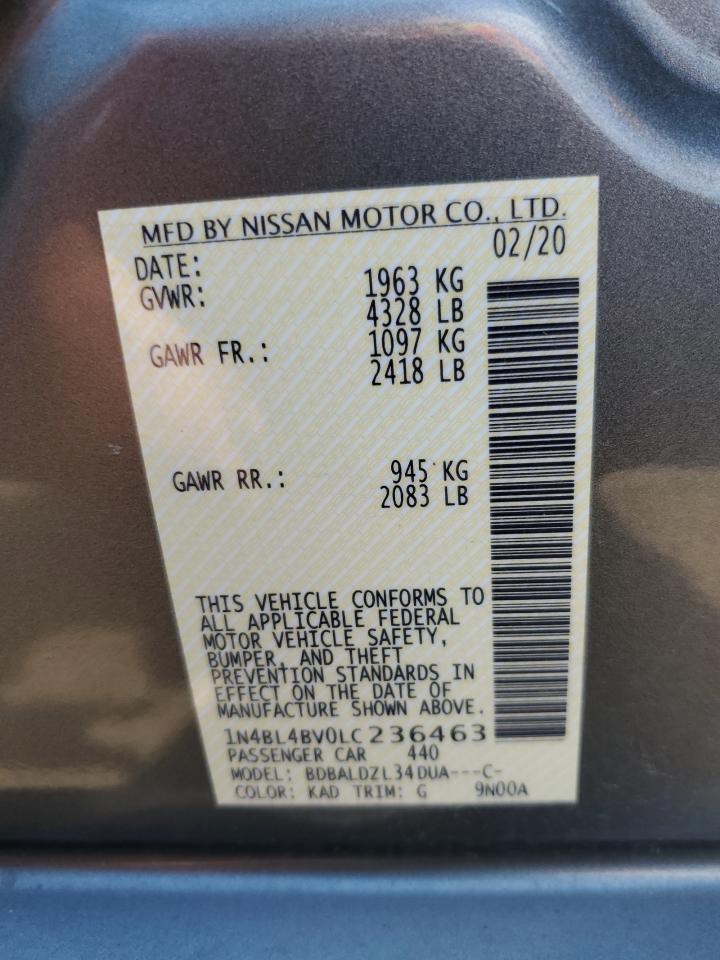 MFD BY NISSAN MOTOR CO., LTD.
DATE: 02/20
GVWR: 1963 KG
4328 LB
GAWR FR.: 1097 KG
2418 LB
GAWR RR.: 945 KG
2083 LB
THIS VEHICLE CONFORMS TO
ALL APPLICABLE FEDERAL
MOTOR VEHICLE SAFETY,
BUMPER, AND THEFT
PREVENTION STANDARDS IN
EFFECT ON THE DATE OF
MANUFACTURE SHOWN ABOVE.
1N4BL4BV0LC236463
PASSENGER CAR 440
MODEL: BDBALDZL34DUA---C-
COLOR: KAD TRIM: G 9N00A